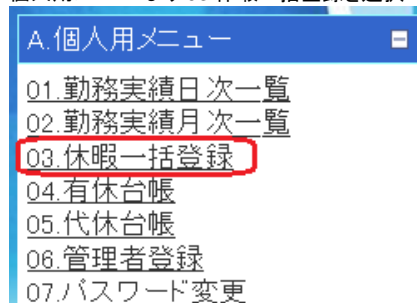 A.個人用メニュー
01.勤務実績日次一覧
02.勤務実績月次一覧
03.休暇一括登録
04.有休台帳
05.代休台帳
06.管理者登録
07.パスワード変更